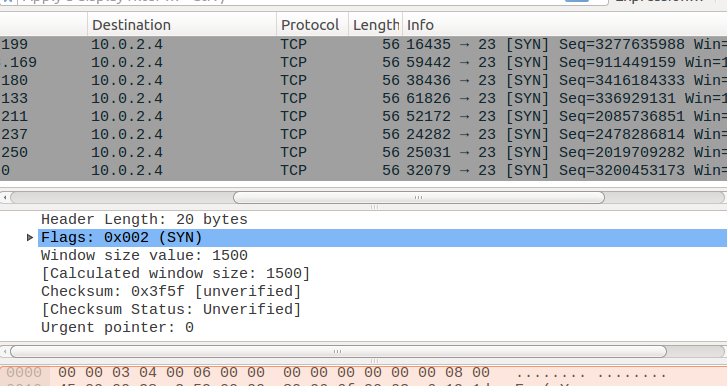 Destination Protocol Length Info
199 10.0.2.4 TCP 56 16435 → 23 [SYN] Seq=3277635988 Win=
.169 10.0.2.4 TCP 56 59442 → 23 [SYN] Seq=911449159 Win=1
180 10.0.2.4 TCP 56 38436 → 23 [SYN] Seq=3416184333 Win=
133 10.0.2.4 TCP 56 61826 → 23 [SYN] Seq=336929131 Win=1
211 10.0.2.4 TCP 56 52172 → 23 [SYN] Seq=2085736851 Win=
237 10.0.2.4 TCP 56 24282 → 23 [SYN] Seq=2478286814 Win=
250 10.0.2.4 TCP 56 25031 → 23 [SYN] Seq=2019709282 Win=
0 10.0.2.4 TCP 56 32079 → 23 [SYN] Seq=3200453173 Win=
Header Length: 20 bytes
Flags: 0x002 (SYN)
Window size value: 1500
[Calculated window size: 1500]
Checksum: 0x3f5f [unverified]
[Checksum Status: Unverified]
Urgent pointer: 0
0000 00 00 03 04 00 06 00 00 00 00 00 00 00 00 08 00 ........ ........